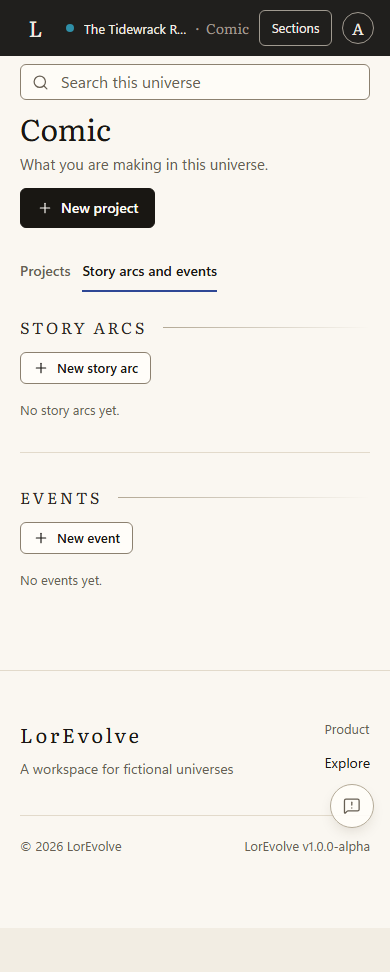 L The Tidewrack R... · Comic Sections A
Search this universe
Comic
What you are making in this universe.
+ New project
Projects Story arcs and events
STORY ARCS
+ New story arc
No story arcs yet.
EVENTS
+ New event
No events yet.
LorEvolve
Product
A workspace for fictional universes
Explore
© 2026 LorEvolve
LorEvolve v1.0.0-alpha